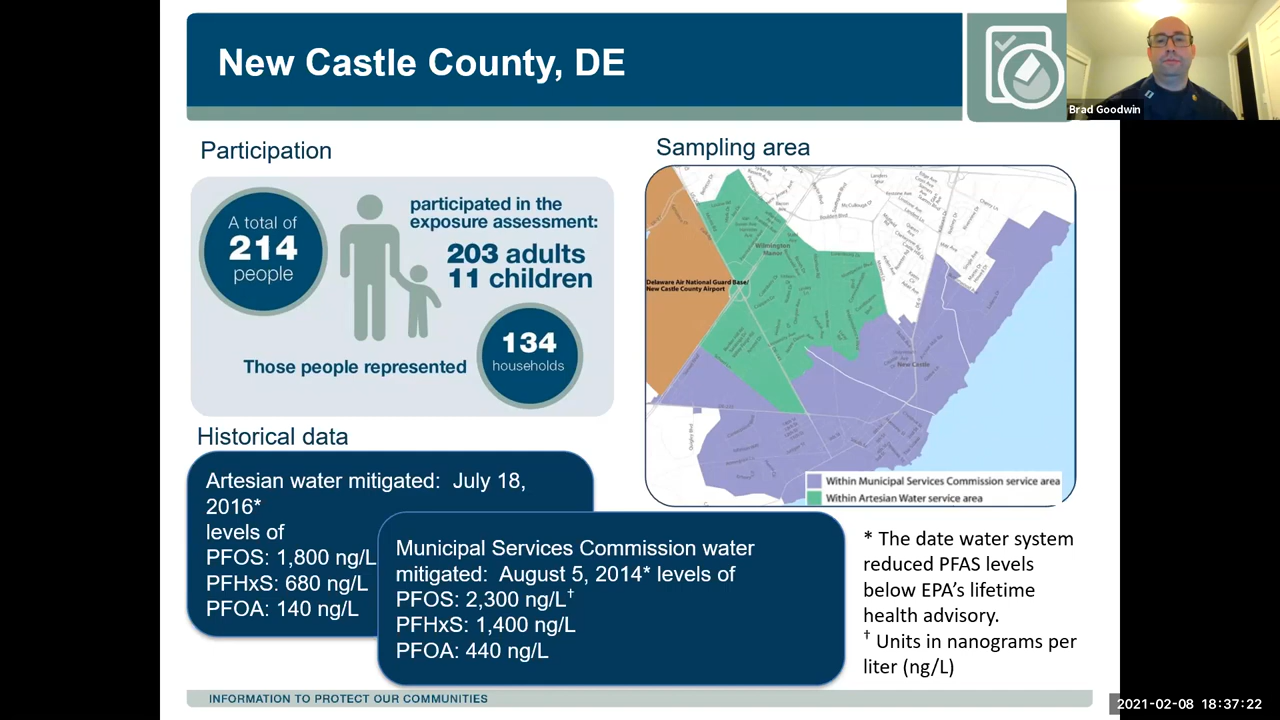 New Castle County, DE
Brad Goodwin
Participation
A total of
214
people
participated in the
exposure assessment:
203 adults
11 children
Those people represented
134
households
Sampling area
Wilmington
Manor
Delaware Air National Guard Base/
New Castle County Airport
New Castle
Within Municipal Services Commission service area
Within Artesian Water service area
Historical data
Artesian water mitigated: July 18,
2016*
levels of
PFOS: 1,800 ng/L
PFHxS: 680 ng/L
PFOA: 140 ng/L
Municipal Services Commission water
mitigated: August 5, 2014* levels of
PFOS: 2,300 ng/L†
PFHxS: 1,400 ng/L
PFOA: 440 ng/L
* The date water system
reduced PFAS levels
below EPA's lifetime
health advisory.
† Units in nanograms per
liter (ng/L)
INFORMATION TO PROTECT OUR COMMUNITIES
2021-02-08 18:37:22